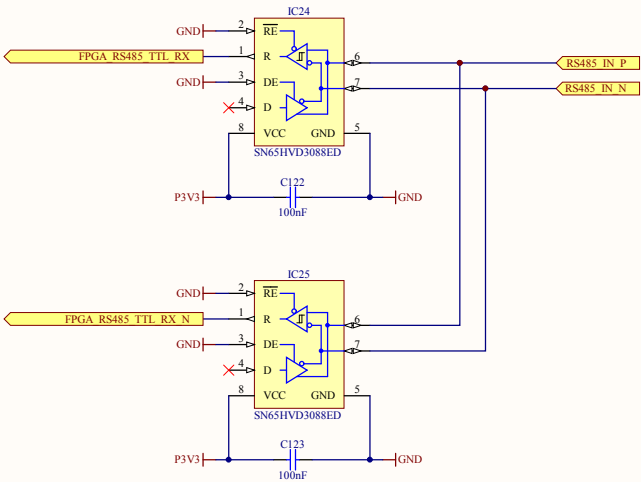 IC24
GND 2 RE
FPGA_RS485_TTL_RX 1 R 6 RS485_IN_P
GND 3 DE 7 RS485_IN_N
4 D
8 VCC GND 5
SN65HVD3088ED
C122
P3V3 GND
100nF
IC25
GND 2 RE
FPGA_RS485_TTL_RX_N 1 R 6
GND 3 DE 7
4 D
8 VCC GND 5
SN65HVD3088ED
C123
P3V3 GND
100nF